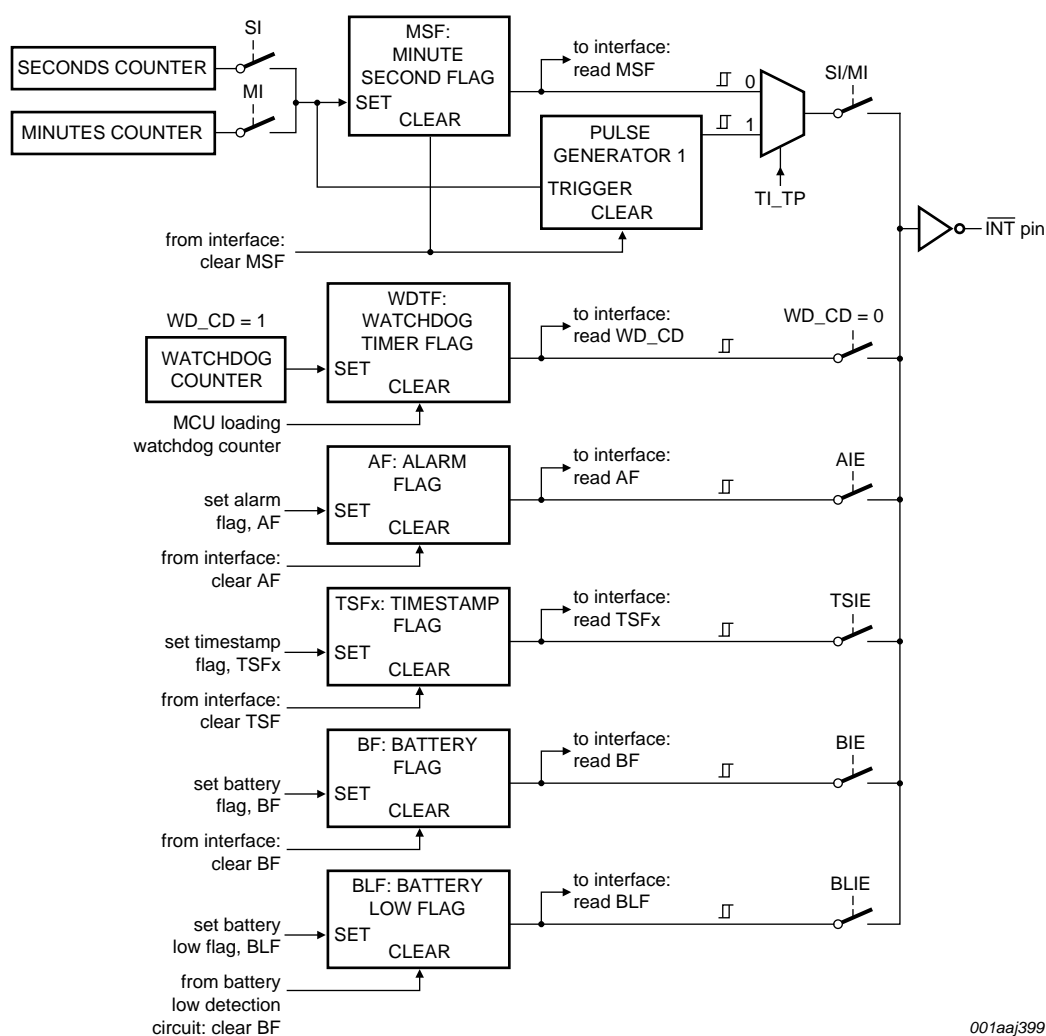 SI
SECONDS COUNTER
MI
MINUTES COUNTER
MSF:
MINUTE
SECOND FLAG
SET
CLEAR
to interface:
read MSF
PULSE
GENERATOR 1
TRIGGER
CLEAR
0
1
TI_TP
SI/MI
INT pin
from interface:
clear MSF
WD_CD = 1
WATCHDOG
COUNTER
WDTF:
WATCHDOG
TIMER FLAG
SET
CLEAR
to interface:
read WD_CD
WD_CD = 0
MCU loading
watchdog counter
AF: ALARM
FLAG
SET
CLEAR
to interface:
read AF
AIE
set alarm
flag, AF
from interface:
clear AF
TSFx: TIMESTAMP
FLAG
SET
CLEAR
to interface:
read TSFx
TSIE
set timestamp
flag, TSFx
from interface:
clear TSF
BF: BATTERY
FLAG
SET
CLEAR
to interface:
read BF
BIE
set battery
flag, BF
from interface:
clear BF
BLF: BATTERY
LOW FLAG
SET
CLEAR
to interface:
read BLF
BLIE
set battery
low flag, BLF
from battery
low detection
circuit: clear BF
001aaj399